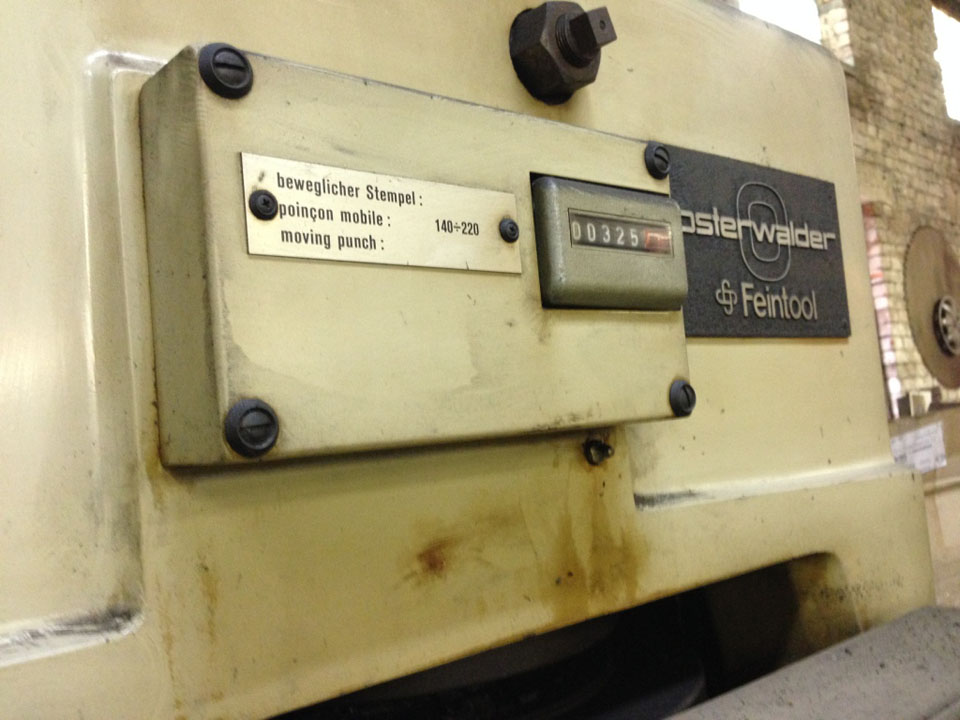 beweglicher Stempel :
poinçon mobile : 140÷220
moving punch :
00325
osterwalder
Feintool